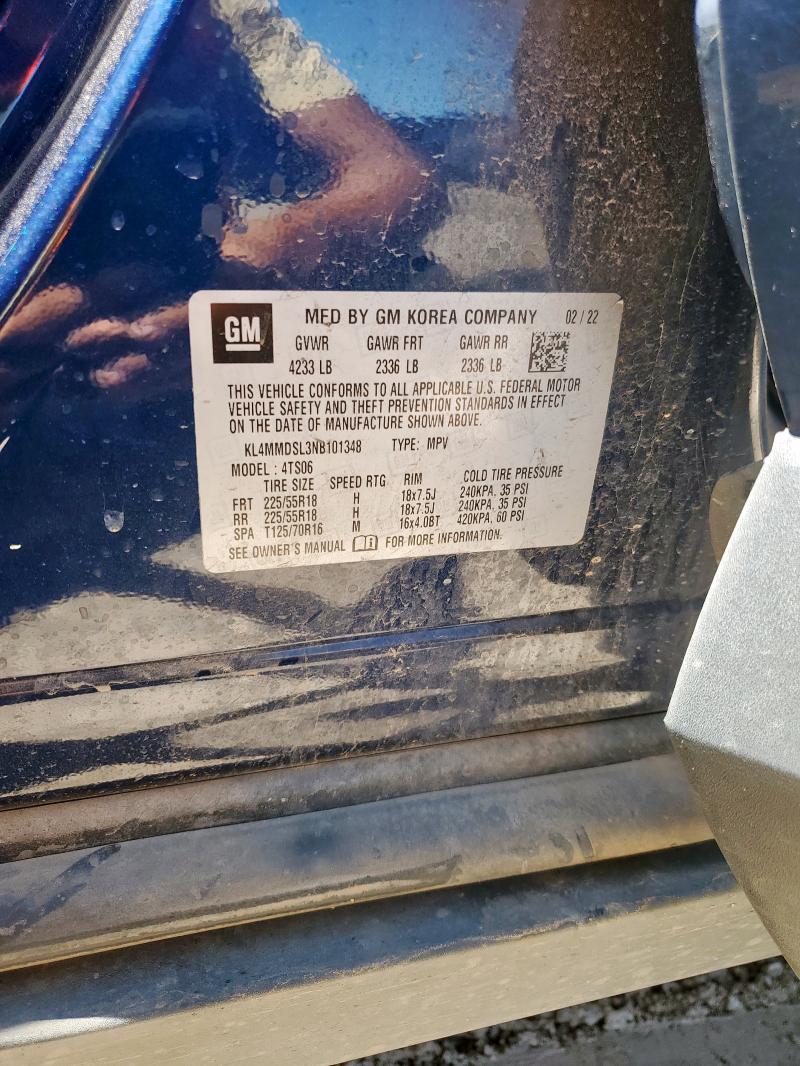 GM MFD BY GM KOREA COMPANY 02 / 22
GVWR GAWR FRT GAWR RR
4233 LB 2336 LB 2336 LB
THIS VEHICLE CONFORMS TO ALL APPLICABLE U.S. FEDERAL MOTOR
VEHICLE SAFETY AND THEFT PREVENTION STANDARDS IN EFFECT
ON THE DATE OF MANUFACTURE SHOWN ABOVE.
KL4MMDSL3NB101348 TYPE: MPV
MODEL : 4TS06
TIRE SIZE SPEED RTG RIM COLD TIRE PRESSURE
FRT 225/55R18 H 18x7.5J 240KPA, 35 PSI
RR 225/55R18 H 18x7.5J 240KPA, 35 PSI
SPA T125/70R16 M 16x4.0BT 420KPA, 60 PSI
SEE OWNER'S MANUAL FOR MORE INFORMATION.